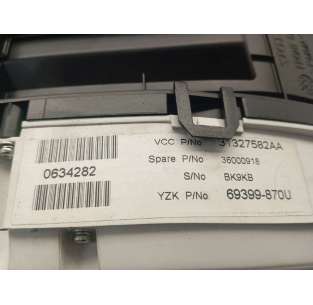 VCC P/No 31327582AA
Spare P/No 36000918
0634282
S/No BK9KB
YZK P/No 69399-870U